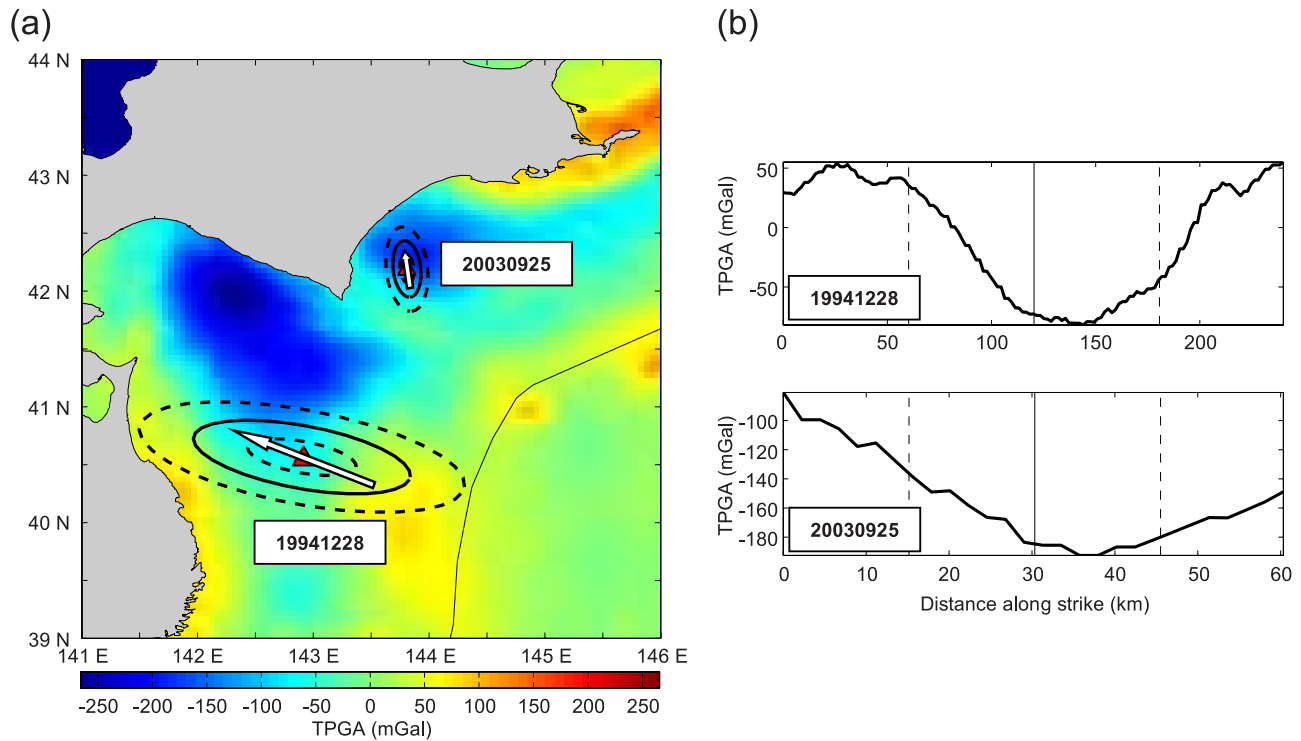 (a)
44 N
43 N
42 N
41 N
40 N
39 N
141 E
142 E
143 E
144 E
145 E
146 E
20030925
19941228
-250
-200
-150
-100
-50
0
50
100
150
200
250
TPGA (mGal)
(b)
50
0
-50
TPGA (mGal)
19941228
0
50
100
150
200
-100
-120
-140
-160
-180
TPGA (mGal)
20030925
0
10
20
30
40
50
60
Distance along strike (km)